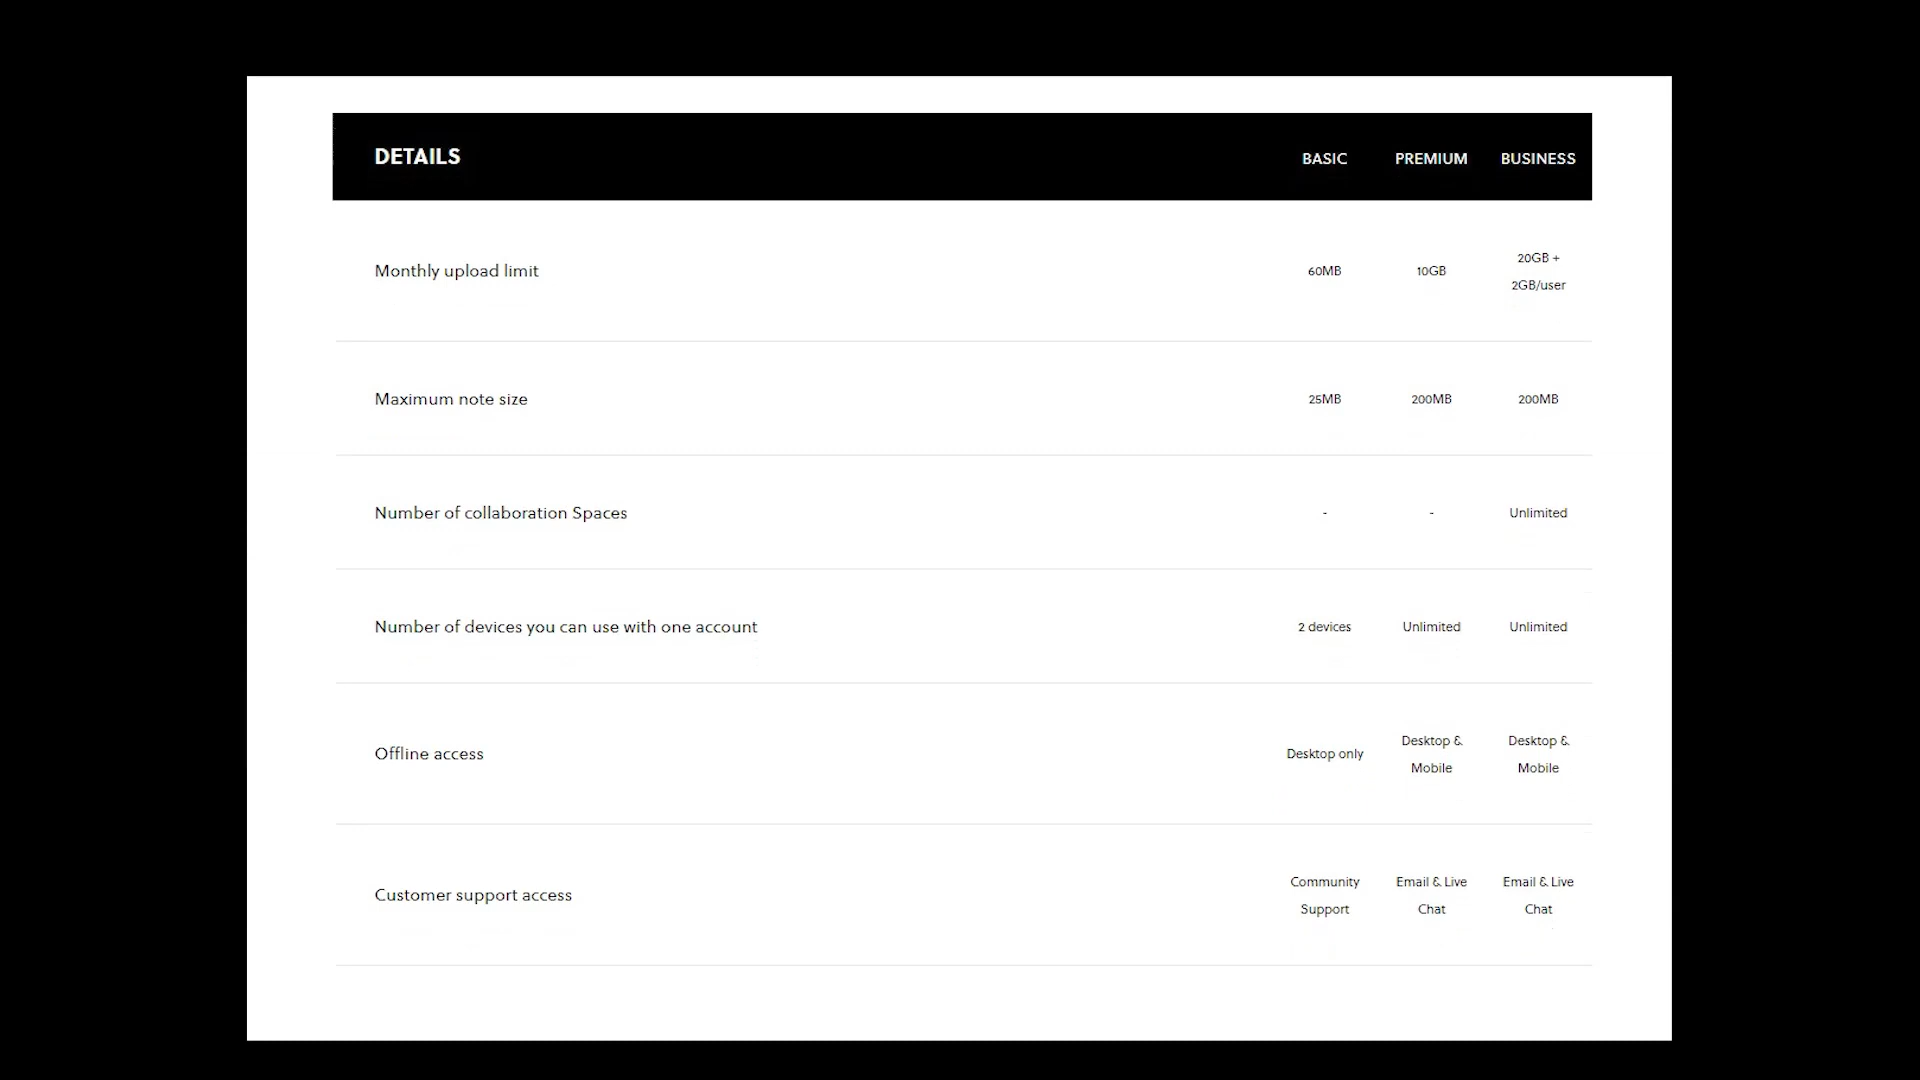 DETAILS BASIC PREMIUM BUSINESS
Monthly upload limit 60MB 10GB 20GB +
2GB/user
Maximum note size 25MB 200MB 200MB
Number of collaboration Spaces - - Unlimited
Number of devices you can use with one account 2 devices Unlimited Unlimited
Offline access Desktop only Desktop & Desktop &
Mobile Mobile
Customer support access Community Email & Live Email & Live
Support Chat Chat